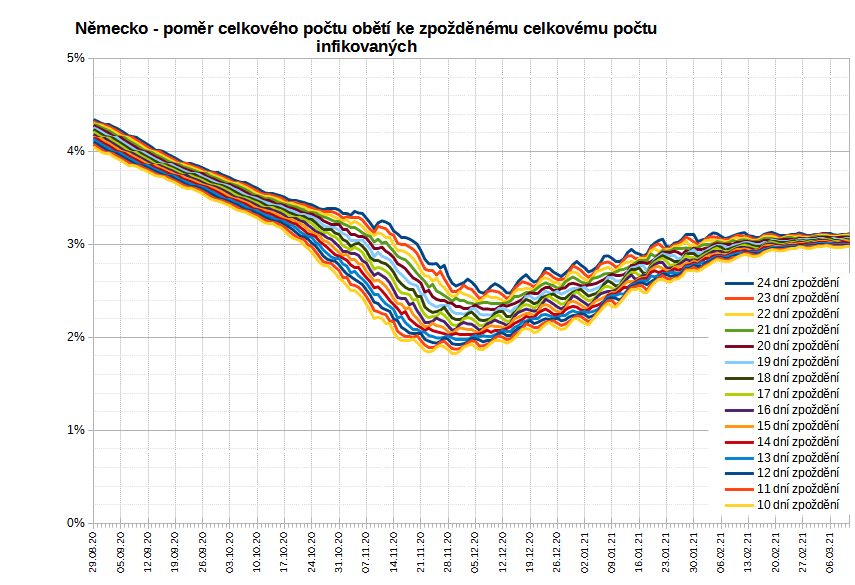 Německo - poměr celkového počtu obětí ke zpožděnému celkovému počtu
infikovaných
5%
4%
3%
2%
1%
0%
24 dní zpoždění
23 dní zpoždění
22 dní zpoždění
21 dní zpoždění
20 dní zpoždění
19 dní zpoždění
18 dní zpoždění
17 dní zpoždění
16 dní zpoždění
15 dní zpoždění
14 dní zpoždění
13 dní zpoždění
12 dní zpoždění
11 dní zpoždění
10 dní zpoždění
29.08.20
05.09.20
12.09.20
19.09.20
26.09.20
03.10.20
10.10.20
17.10.20
24.10.20
31.10.20
07.11.20
14.11.20
21.11.20
28.11.20
05.12.20
12.12.20
19.12.20
26.12.20
02.01.21
09.01.21
16.01.21
23.01.21
30.01.21
06.02.21
13.02.21
20.02.21
27.02.21
06.03.21